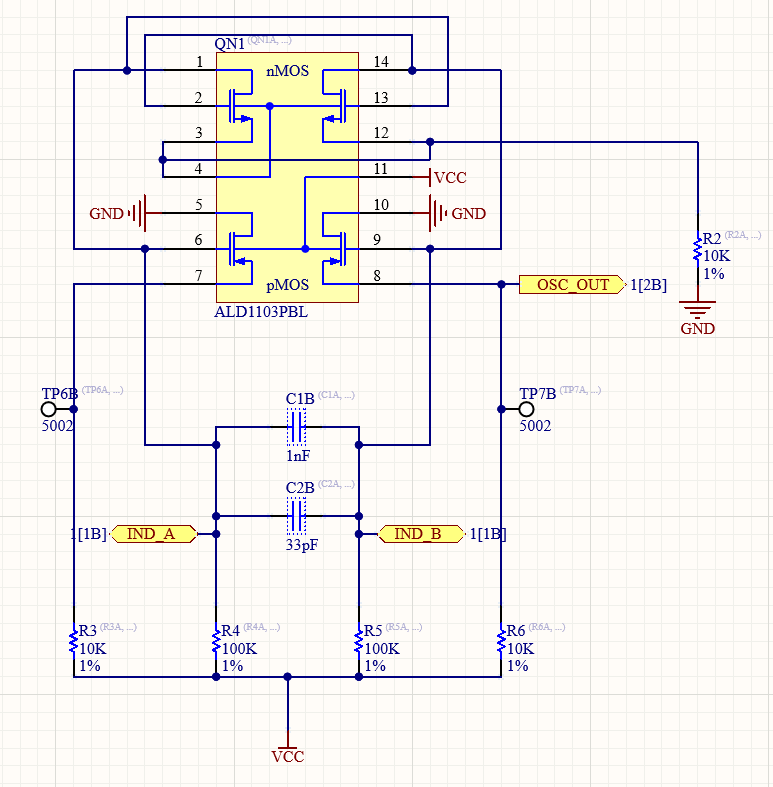 QN1 (QN1A, ...)
1 nMOS 14
2 13
3 12
4 11 VCC
GND 5 10 GND
6 9
7 pMOS 8
ALD1103PBL
OSC_OUT 1[2B]
R2 (R2A, ...)
10K
1%
GND
TP6B (TP6A, ...)
5002
C1B (C1A, ...)
1nF
TP7B (TP7A, ...)
5002
C2B (C2A, ...)
33pF
1[1B] IND_A
IND_B 1[1B]
R3 (R3A, ...)
10K
1%
R4 (R4A, ...)
100K
1%
R5 (R5A, ...)
100K
1%
R6 (R6A, ...)
10K
1%
VCC